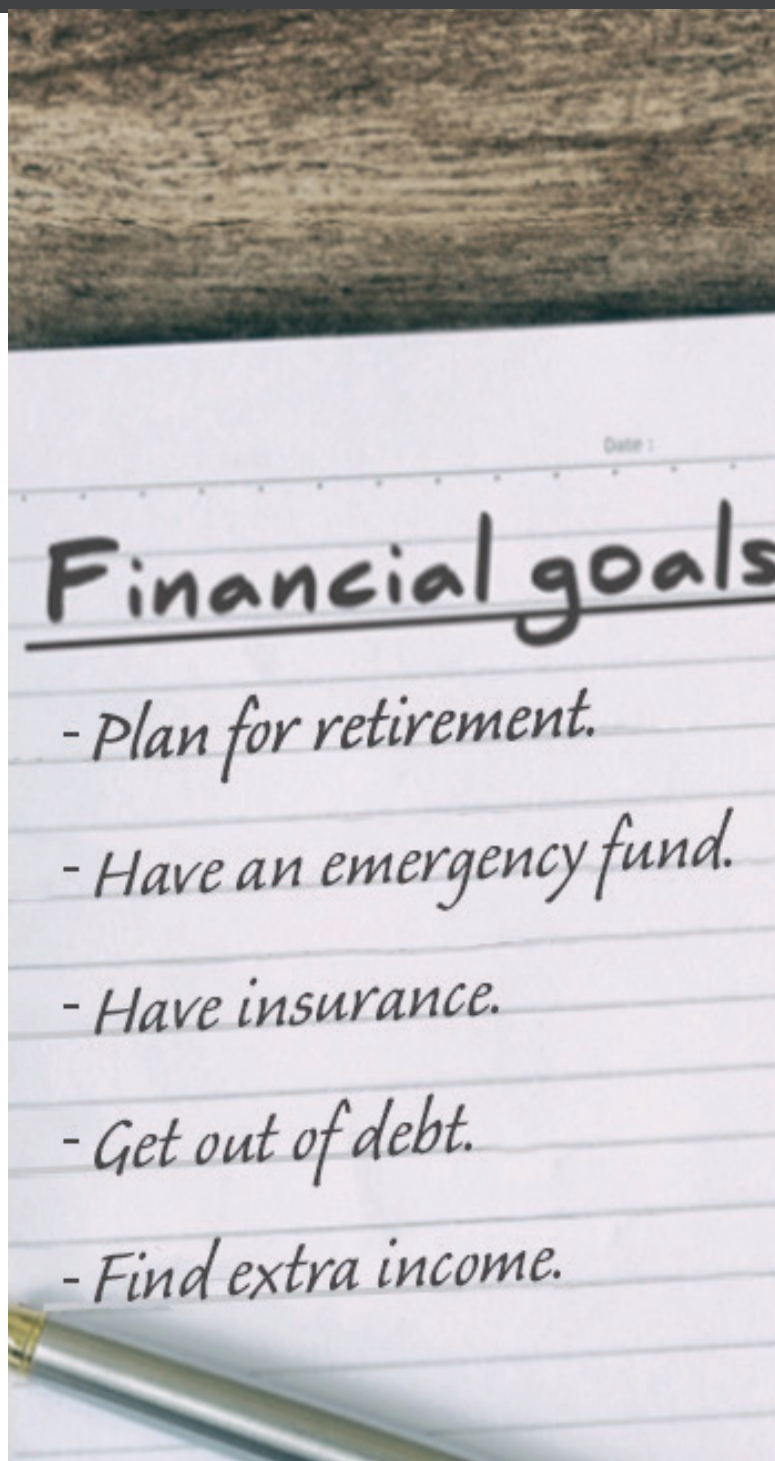 Date :
Financial goals
- Plan for retirement.
- Have an emergency fund.
- Have insurance.
- Get out of debt.
- Find extra income.